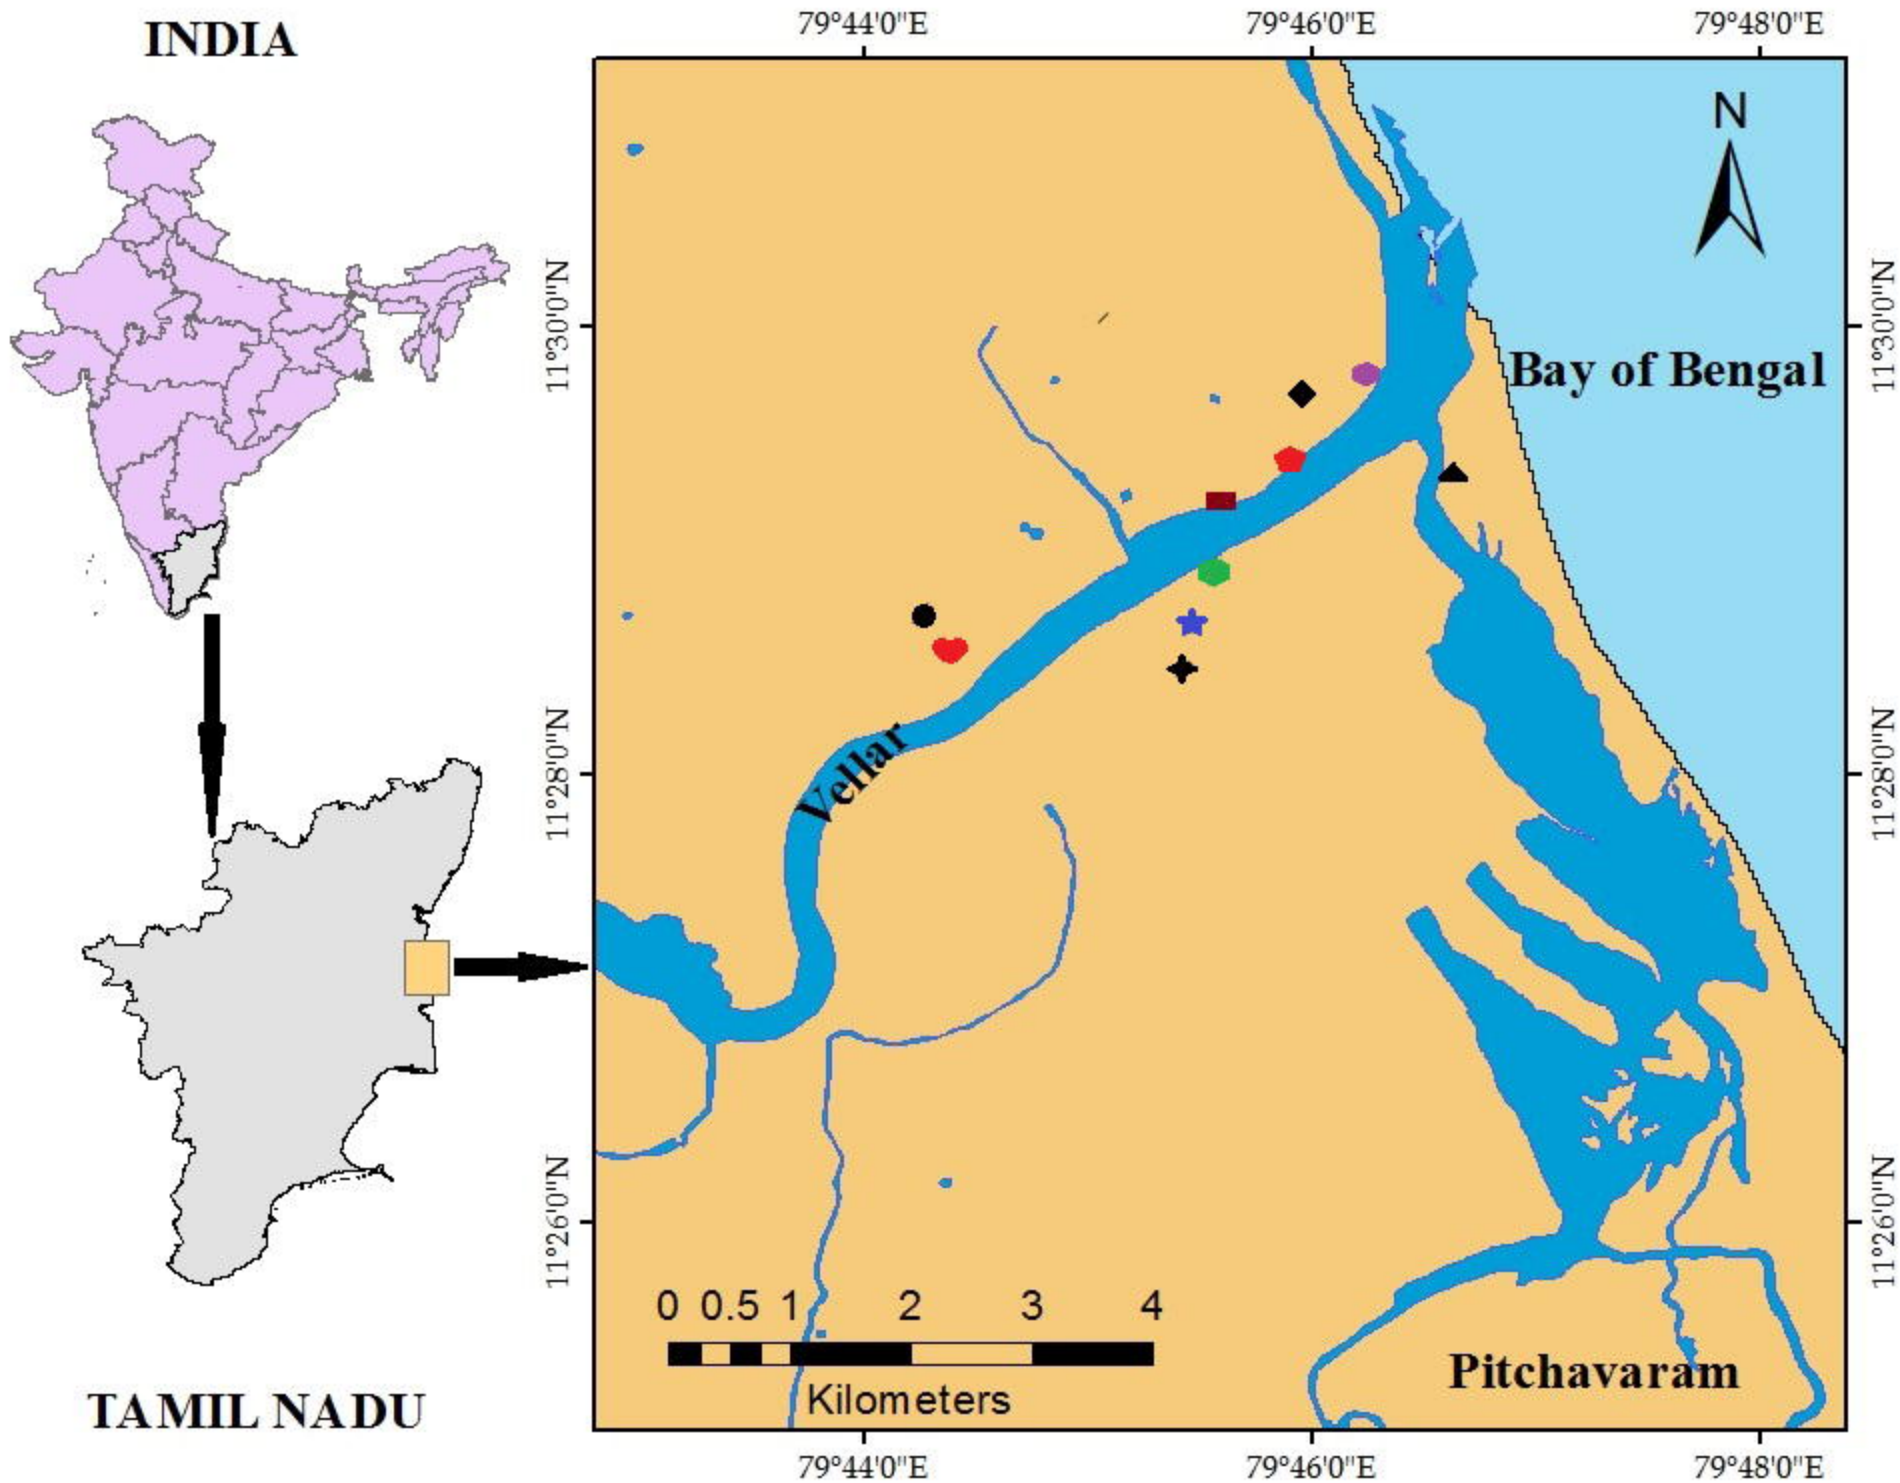 INDIA
79°44'0"E
79°46'0"E
79°48'0"E
N
11°30'0"N
11°30'0"N
Bay of Bengal
Vellar
11°28'0"N
11°28'0"N
11°26'0"N
11°26'0"N
0 0.5 1 2 3 4
Kilometers
Pitchavaram
TAMIL NADU
79°44'0"E
79°46'0"E
79°48'0"E